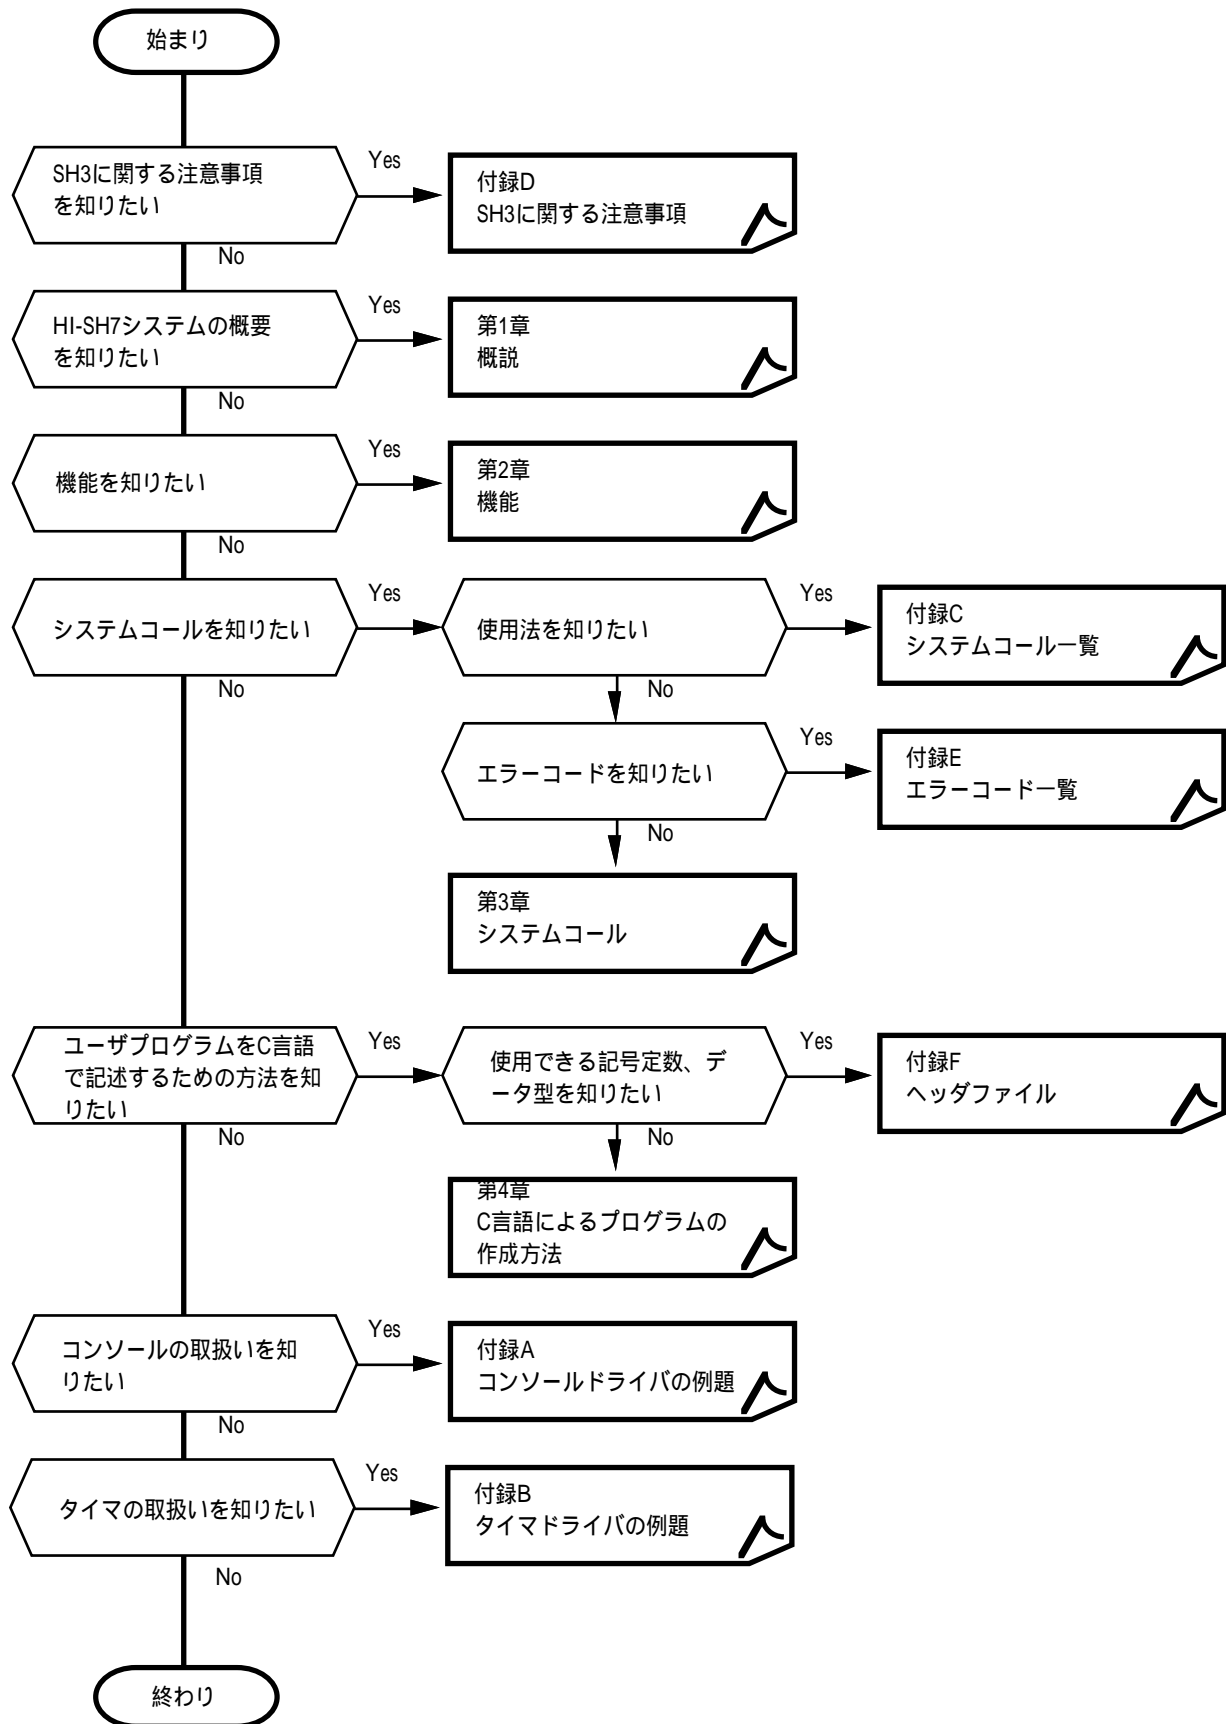 始まり
SH3に関する注意事項
を知りたい
Yes
付録D
SH3に関する注意事項
No
HI-SH7システムの概要
を知りたい
Yes
第1章
概説
No
機能を知りたい
Yes
第2章
機能
No
システムコールを知りたい
Yes
使用法を知りたい
Yes
付録C
システムコール一覧
No
No
エラーコードを知りたい
Yes
付録E
エラーコード一覧
No
第3章
システムコール
ユーザプログラムをC言語
で記述するための方法を知
りたい
Yes
使用できる記号定数、デ
ータ型を知りたい
Yes
付録F
ヘッダファイル
No
No
第4章
C言語によるプログラムの
作成方法
コンソールの取扱いを知
りたい
Yes
付録A
コンソールドライバの例題
No
タイマの取扱いを知りたい
Yes
付録B
タイマドライバの例題
No
終わり